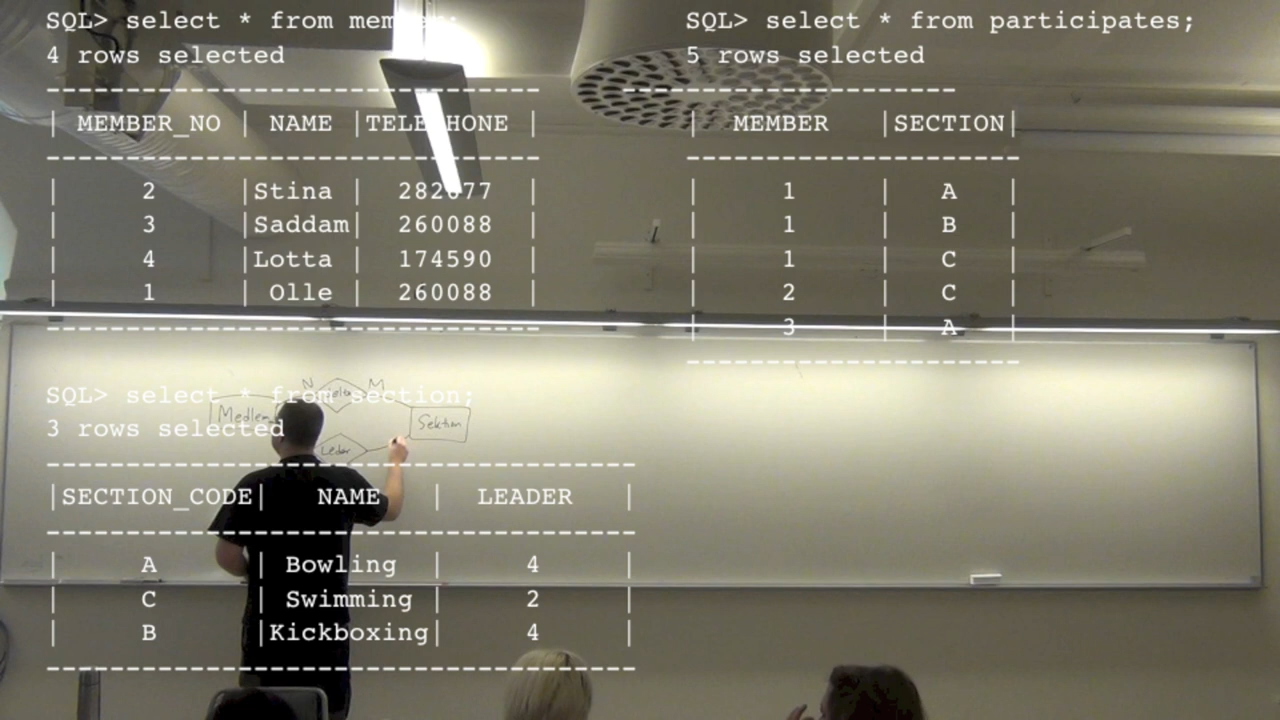 SQL> select * from member;
4 rows selected
| MEMBER_NO | NAME |TELEPHONE |
| 2 |Stina | 282677 |
| 3 |Saddam| 260088 |
| 4 |Lotta | 174590 |
| 1 | Olle | 260088 |
SQL> select * from participates;
5 rows selected
| MEMBER |SECTION|
| 1 | A |
| 1 | B |
| 1 | C |
| 2 | C |
| 3 | A |
SQL> select * from section;
3 rows selected
|SECTION_CODE| NAME | LEADER |
| A | Bowling | 4 |
| C | Swimming | 2 |
| B |Kickboxing| 4 |
N M
Medlem
Sektion
Leder